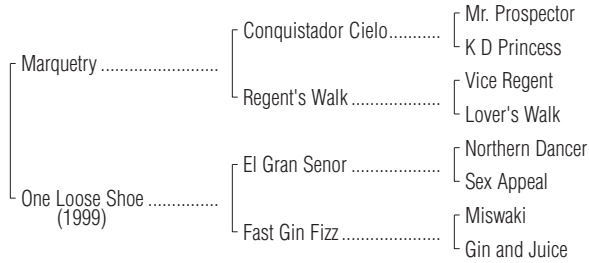 Mr. Prospector
Conquistador Cielo...........
K D Princess
Marquetry .........................
Vice Regent
Regent's Walk ...................
Lover's Walk
Northern Dancer
El Gran Senor ...................
Sex Appeal
One Loose Shoe ...............
(1999)
Miswaki
Fast Gin Fizz.....................
Gin and Juice